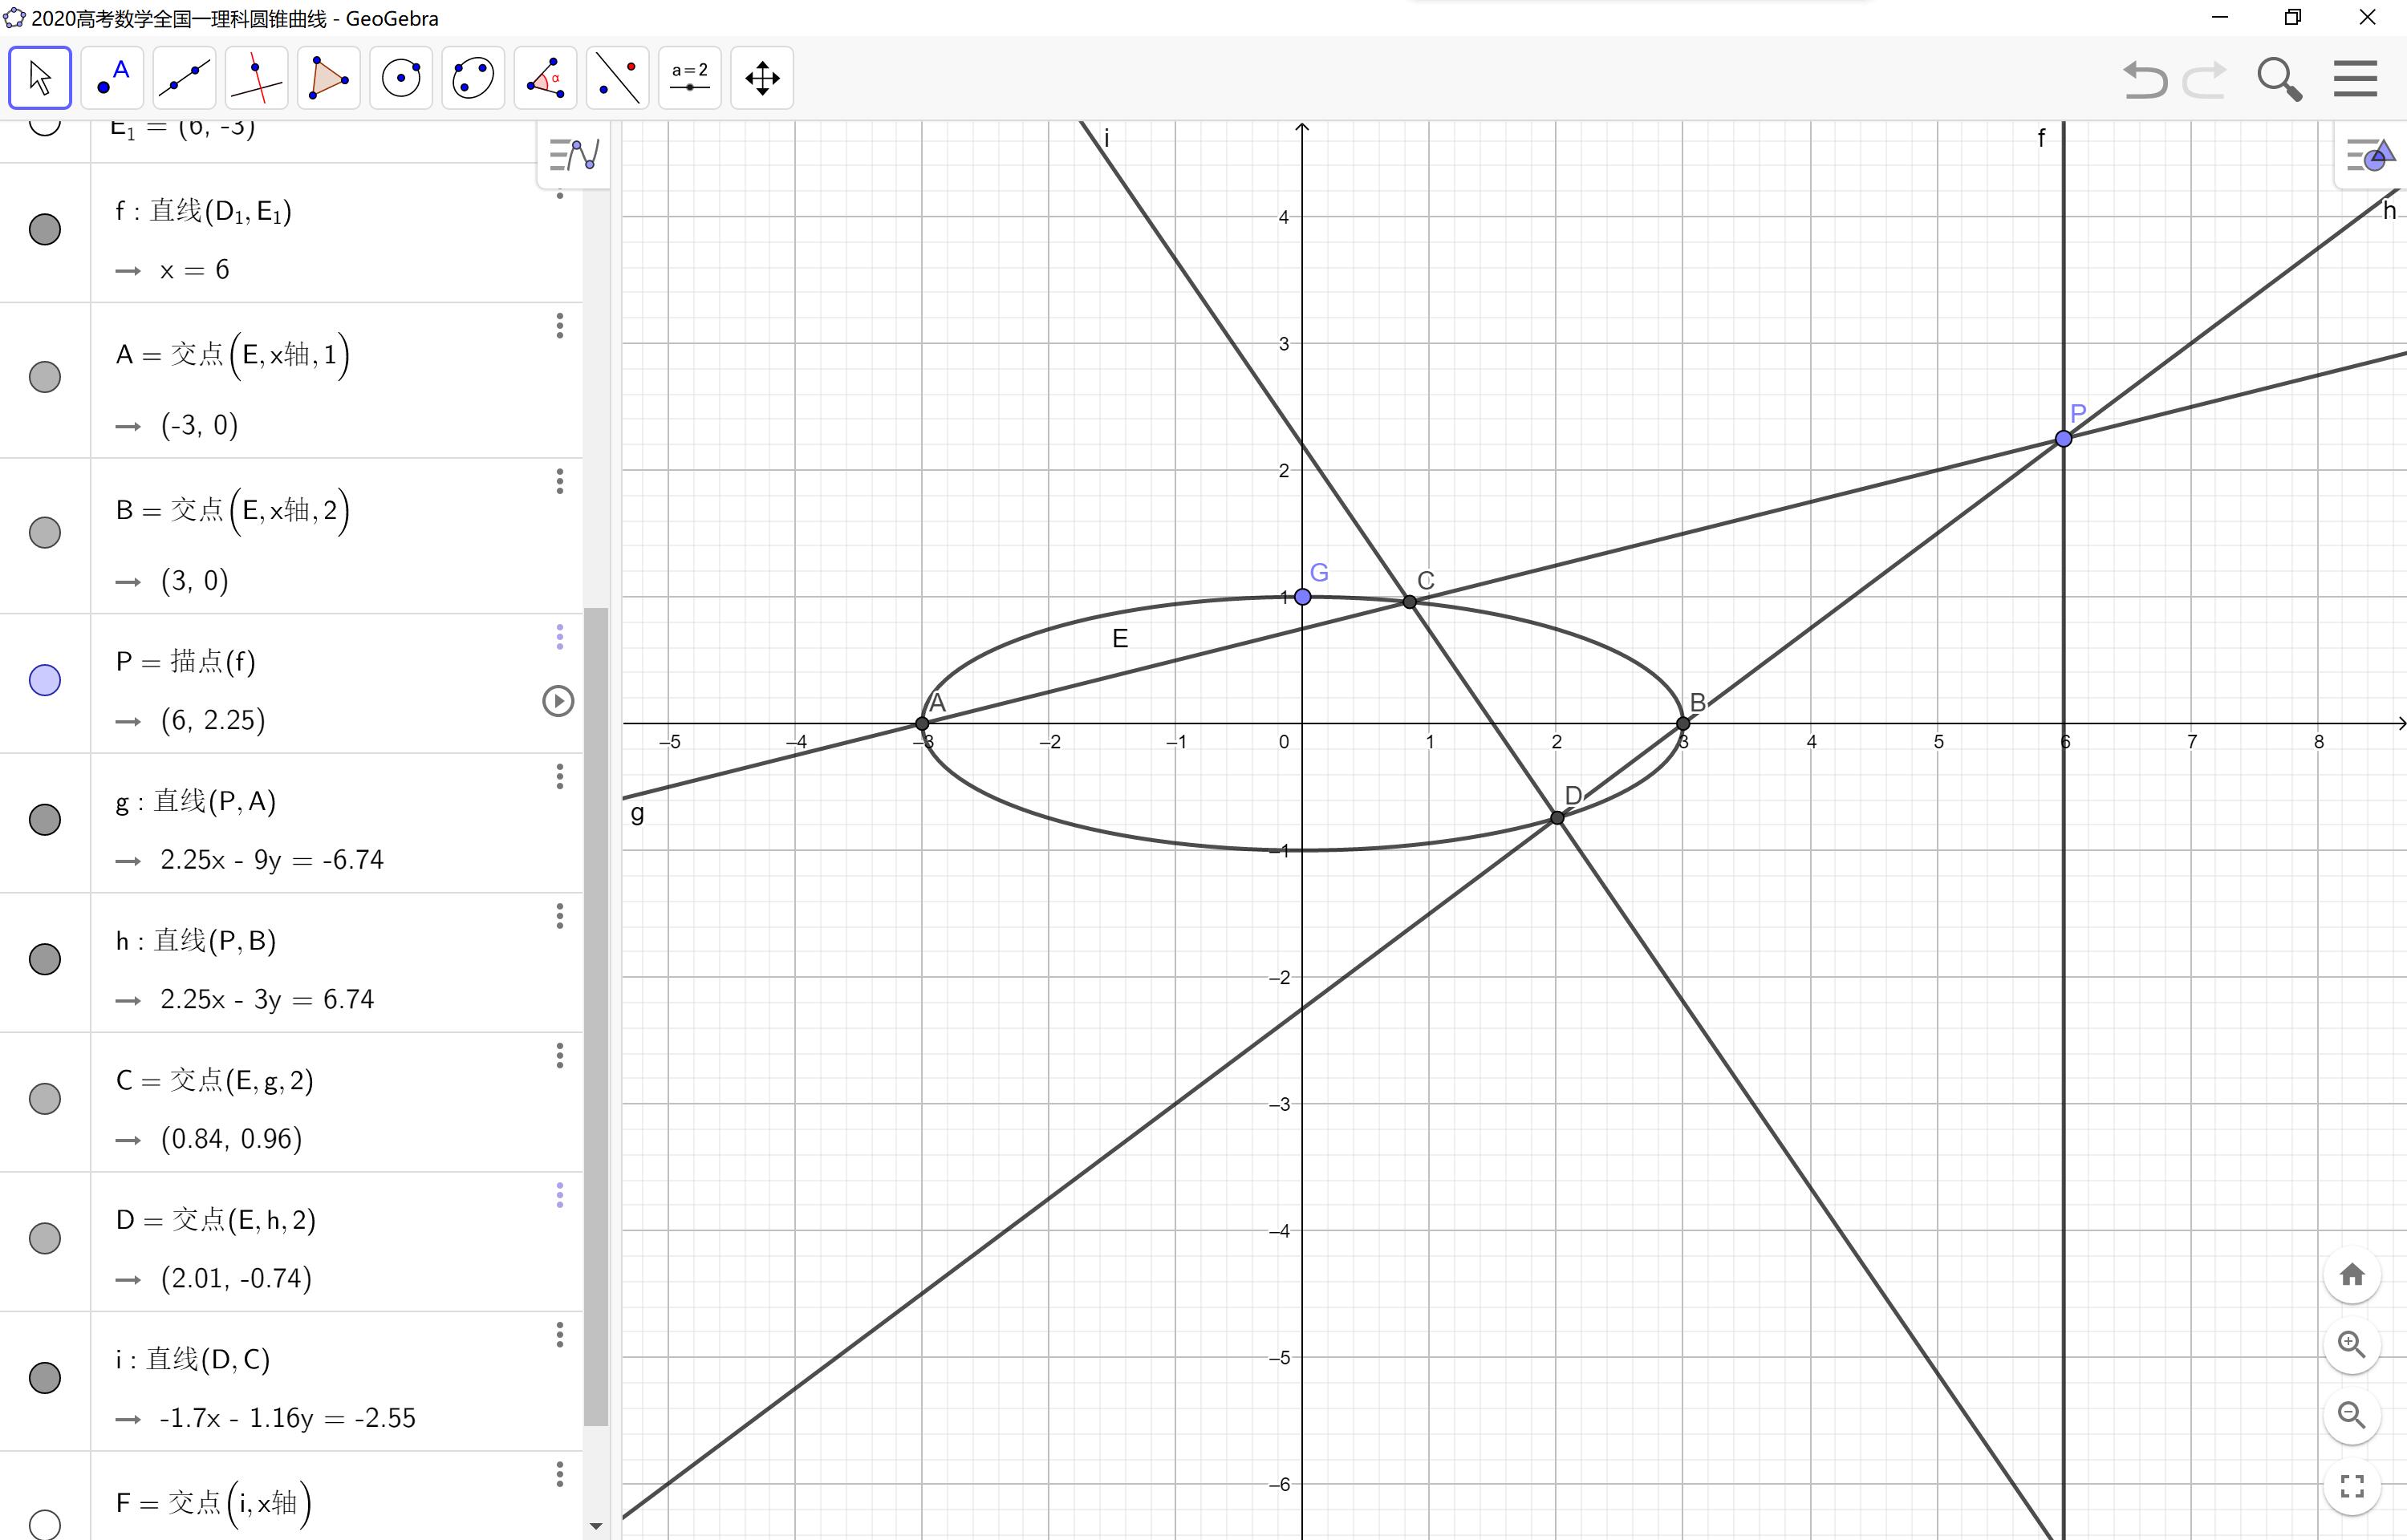 2020高考数学全国一理科圆锥曲线 - GeoGebra
A
α
a = 2
E₁ = (6, -3)
f : 直线(D₁, E₁)
→ x = 6
A = 交点(E, x轴, 1)
→ (-3, 0)
B = 交点(E, x轴, 2)
→ (3, 0)
P = 描点(f)
→ (6, 2.25)
g : 直线(P, A)
→ 2.25x - 9y = -6.74
h : 直线(P, B)
→ 2.25x - 3y = 6.74
C = 交点(E, g, 2)
→ (0.84, 0.96)
D = 交点(E, h, 2)
→ (2.01, -0.74)
i : 直线(D, C)
→ -1.7x - 1.16y = -2.55
F = 交点(i, x轴)
i
f
h
4
3
P
2
G
C
1
E
A
B
–5
–4
–3
–2
–1
0
1
2
3
4
5
6
7
8
g
D
–1
–2
–3
–4
–5
–6